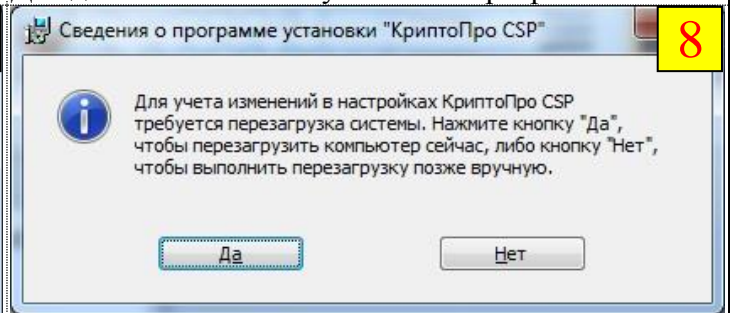 Сведения о программе установки "КриптоПро CSP"
8
Для учета изменений в настройках КриптоПро CSP
требуется перезагрузка системы. Нажмите кнопку "Да",
чтобы перезагрузить компьютер сейчас, либо кнопку "Нет",
чтобы выполнить перезагрузку позже вручную.
Да
Нет